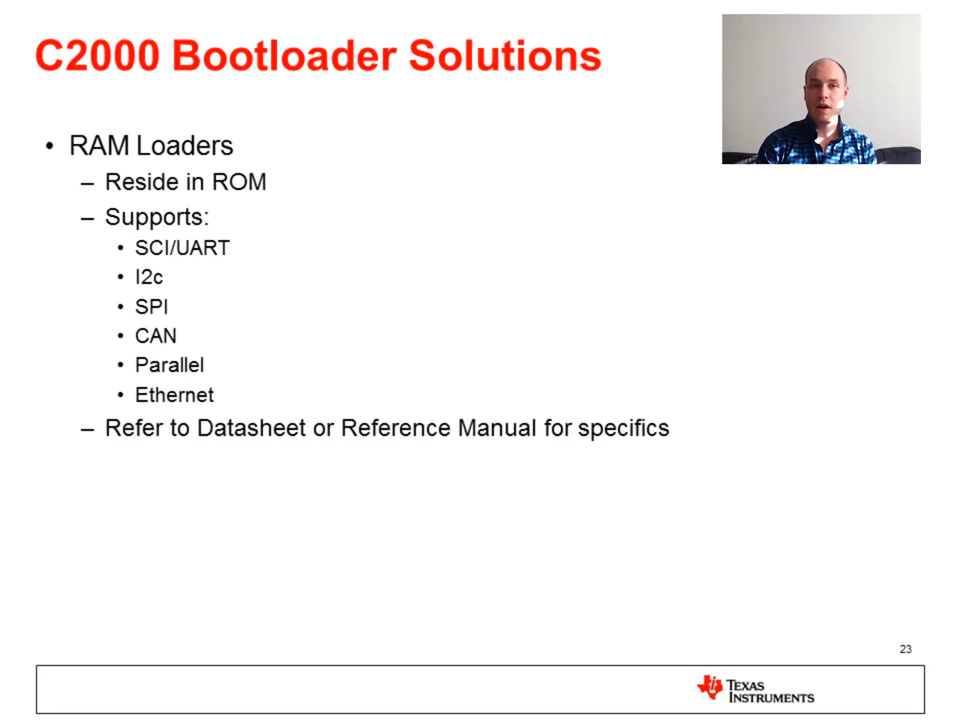 C2000 Bootloader Solutions
• RAM Loaders
– Reside in ROM
– Supports:
• SCI/UART
• I2c
• SPI
• CAN
• Parallel
• Ethernet
– Refer to Datasheet or Reference Manual for specifics
23
TEXAS
INSTRUMENTS